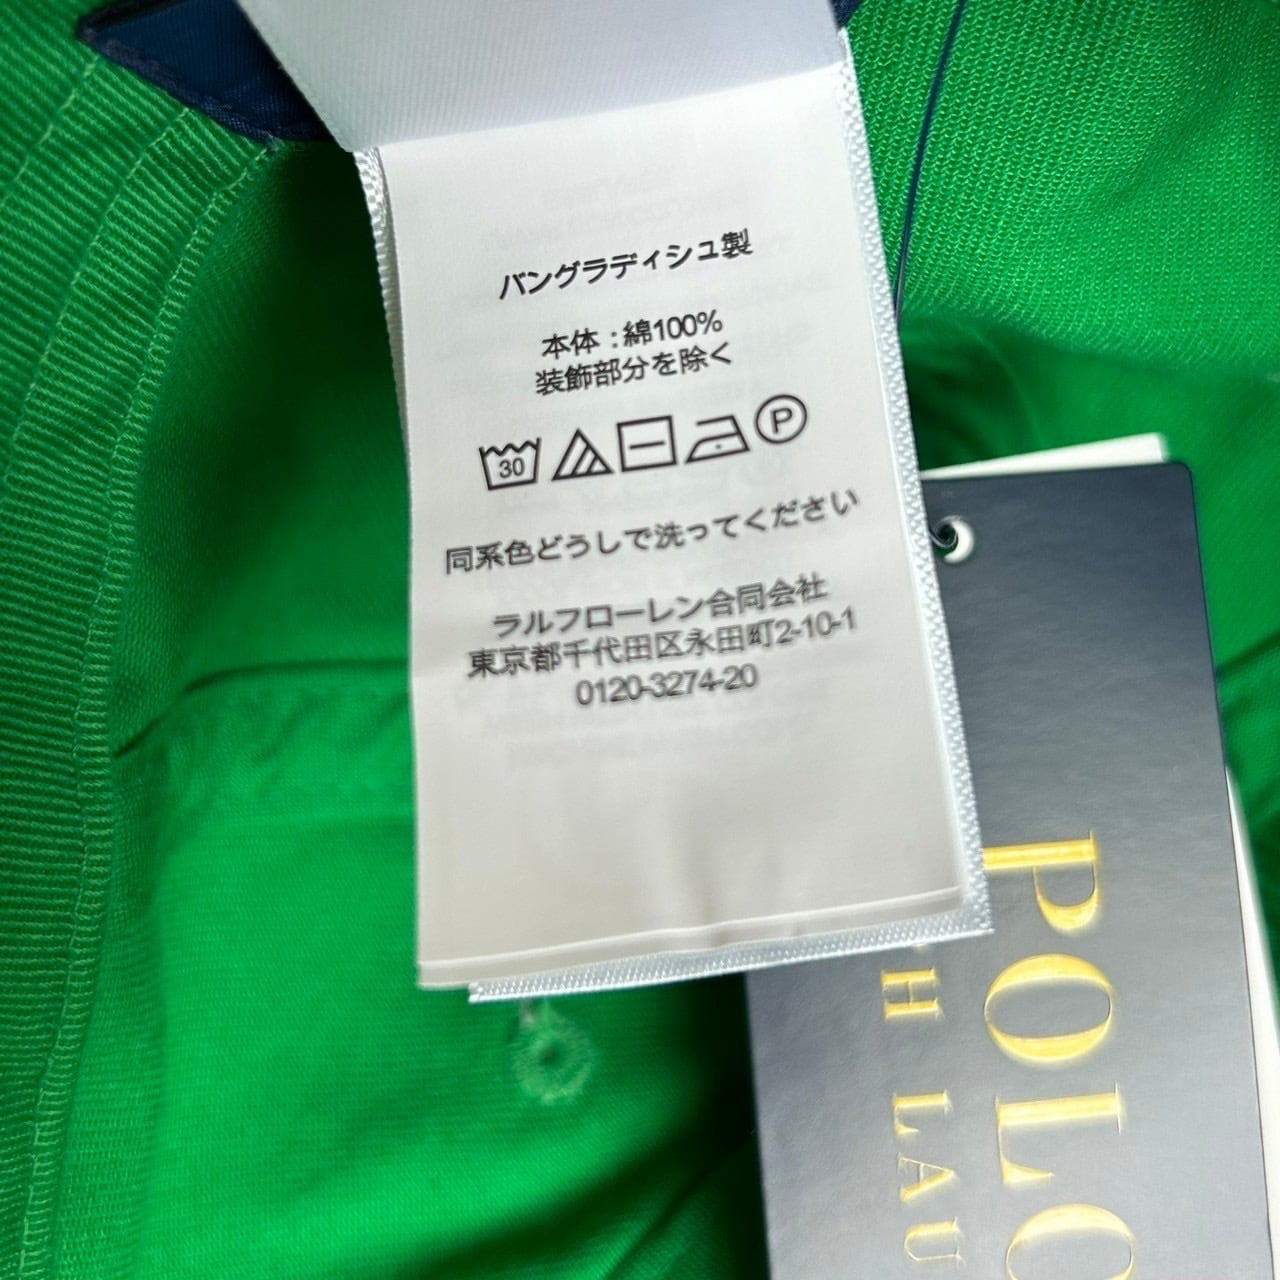 バングラディシュ製
本体 : 綿100%
装飾部分を除く
30
P
同系色どうしで洗ってください
ラルフローレン合同会社
東京都千代田区永田町2-10-1
0120-3274-20
POLO
LAU